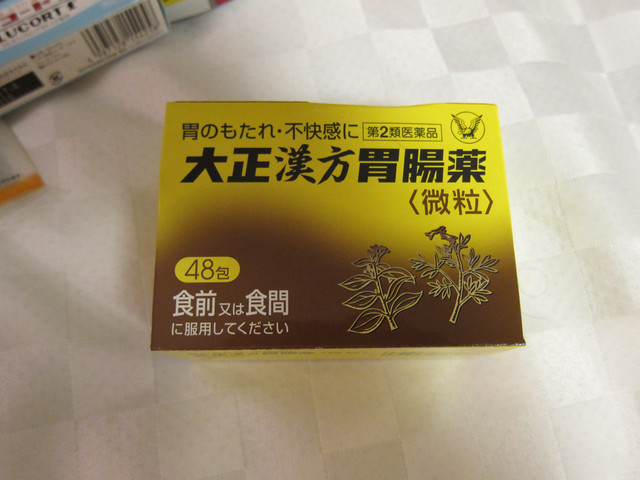 胃のもたれ・不快感に 第2類医薬品
大正漢方胃腸薬
〈微粒〉
48包
食前又は食間
に服用してください